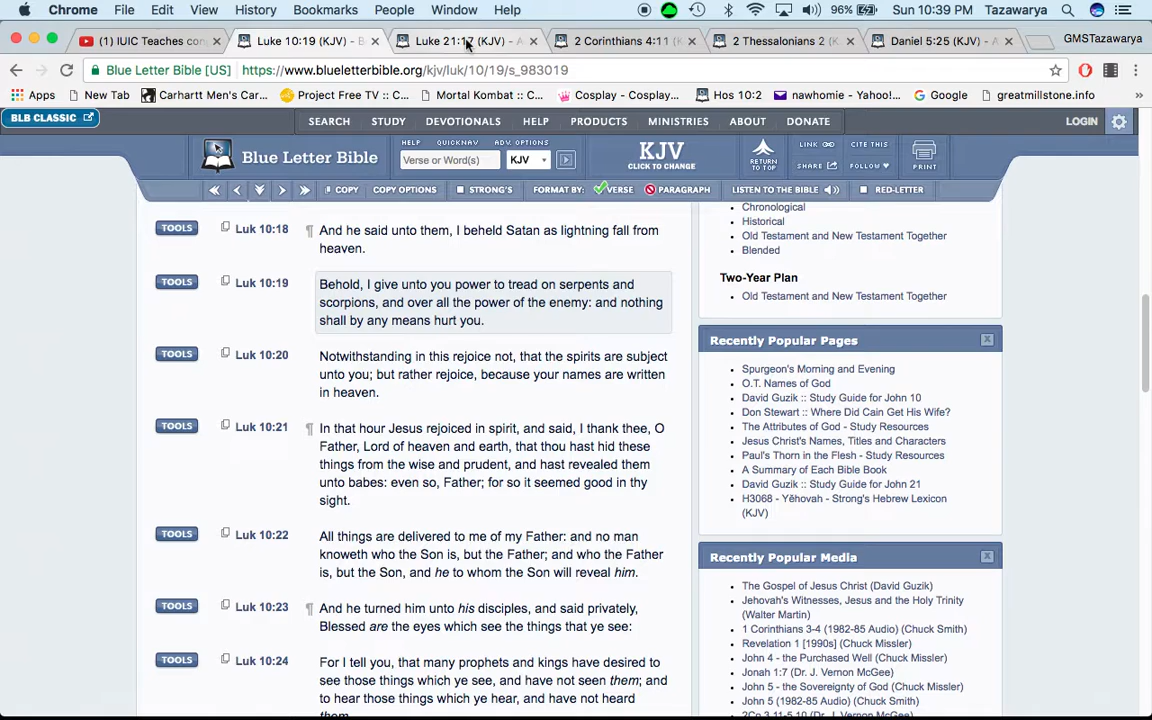 Chrome File Edit View History Bookmarks People Window Help 96% Sun 10:39 PM Tazawarya
(1) IUIC Teaches con Luke 10:19 (KJV) - B Luke 21:17 (KJV) - A 2 Corinthians 4:11 ( 2 Thessalonians 2 ( Daniel 5:25 (KJV) - GMSTazawarya
Blue Letter Bible [US] https://www.blueletterbible.org/kjv/luk/10/19/s_983019
Apps New Tab Carhartt Men's Car... Project Free TV :: C... Mortal Kombat :: C... Cosplay - Cosplay... Hos 10:2 nawhomie - Yahoo!... Google greatmillstone.info »
BLB CLASSIC SEARCH STUDY DEVOTIONALS HELP PRODUCTS MINISTRIES ABOUT DONATE LOGIN
HELP QUICKNAV ADV. OPTIONS
Blue Letter Bible Verse or Word(s) KJV
KJV
CLICK TO CHANGE
RETURN
TO TOP
LINK CITE THIS
SHARE FOLLOW
PRINT
COPY COPY OPTIONS STRONG'S FORMAT BY: VERSE PARAGRAPH LISTEN TO THE BIBLE RED-LETTER
TOOLS Luk 10:18 ¶ And he said unto them, I beheld Satan as lightning fall from
heaven.
TOOLS Luk 10:19 Behold, I give unto you power to tread on serpents and
scorpions, and over all the power of the enemy: and nothing
shall by any means hurt you.
TOOLS Luk 10:20 Notwithstanding in this rejoice not, that the spirits are subject
unto you; but rather rejoice, because your names are written
in heaven.
TOOLS Luk 10:21 ¶ In that hour Jesus rejoiced in spirit, and said, I thank thee, O
Father, Lord of heaven and earth, that thou hast hid these
things from the wise and prudent, and hast revealed them
unto babes: even so, Father; for so it seemed good in thy
sight.
TOOLS Luk 10:22 All things are delivered to me of my Father: and no man
knoweth who the Son is, but the Father; and who the Father
is, but the Son, and he to whom the Son will reveal him.
TOOLS Luk 10:23 ¶ And he turned him unto his disciples, and said privately,
Blessed are the eyes which see the things that ye see:
TOOLS Luk 10:24 For I tell you, that many prophets and kings have desired to
see those things which ye see, and have not seen them; and
to hear those things which ye hear, and have not heard
them.
Chronological
Historical
Old Testament and New Testament Together
Blended
Two-Year Plan
Old Testament and New Testament Together
Recently Popular Pages
Spurgeon's Morning and Evening
O.T. Names of God
David Guzik :: Study Guide for John 10
Don Stewart :: Where Did Cain Get His Wife?
The Attributes of God - Study Resources
Jesus Christ's Names, Titles and Characters
Paul's Thorn in the Flesh - Study Resources
A Summary of Each Bible Book
David Guzik :: Study Guide for John 21
H3068 - Yĕhovah - Strong's Hebrew Lexicon
(KJV)
Recently Popular Media
The Gospel of Jesus Christ (David Guzik)
Jehovah's Witnesses, Jesus and the Holy Trinity
(Walter Martin)
1 Corinthians 3-4 (1982-85 Audio) (Chuck Smith)
Revelation 1 [1990s] (Chuck Missler)
John 4 - the Purchased Well (Chuck Missler)
Jonah 1:7 (Dr. J. Vernon McGee)
John 5 - the Sovereignty of God (Chuck Missler)
John 5 (1982-85 Audio) (Chuck Smith)
2Co 3.11-5.10 (Dr. J. Vernon McGee)